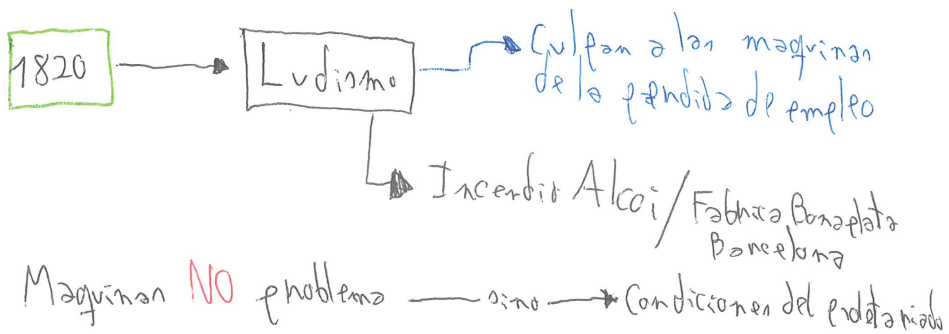 1820
Ludismo
Culpan a las maquinas
de la perdida de empleo
Incendio Alcoi / Fabrica Bonaplata
Barcelona
Maquinas NO problema sino Condiciones del proletariado